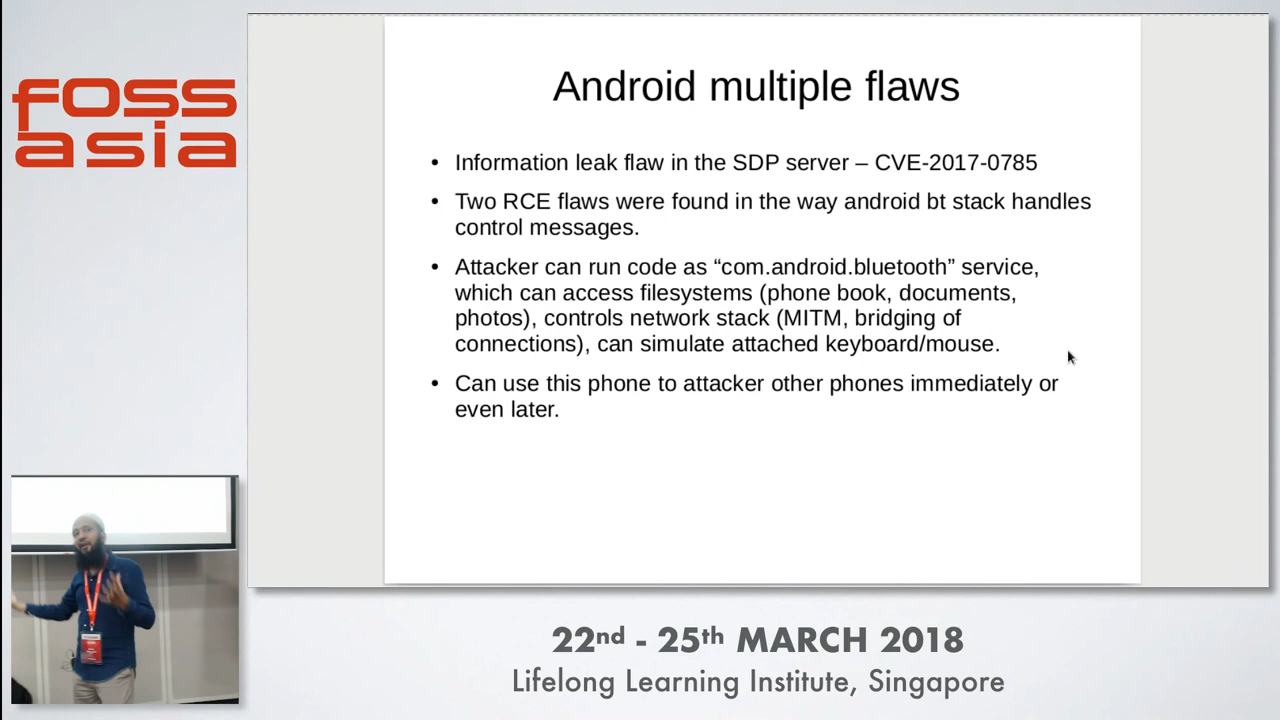 foss
asia
Android multiple flaws
• Information leak flaw in the SDP server – CVE-2017-0785
• Two RCE flaws were found in the way android bt stack handles
control messages.
• Attacker can run code as “com.android.bluetooth” service,
which can access filesystems (phone book, documents,
photos), controls network stack (MITM, bridging of
connections), can simulate attached keyboard/mouse.
• Can use this phone to attacker other phones immediately or
even later.
22nd - 25th MARCH 2018
Lifelong Learning Institute, Singapore